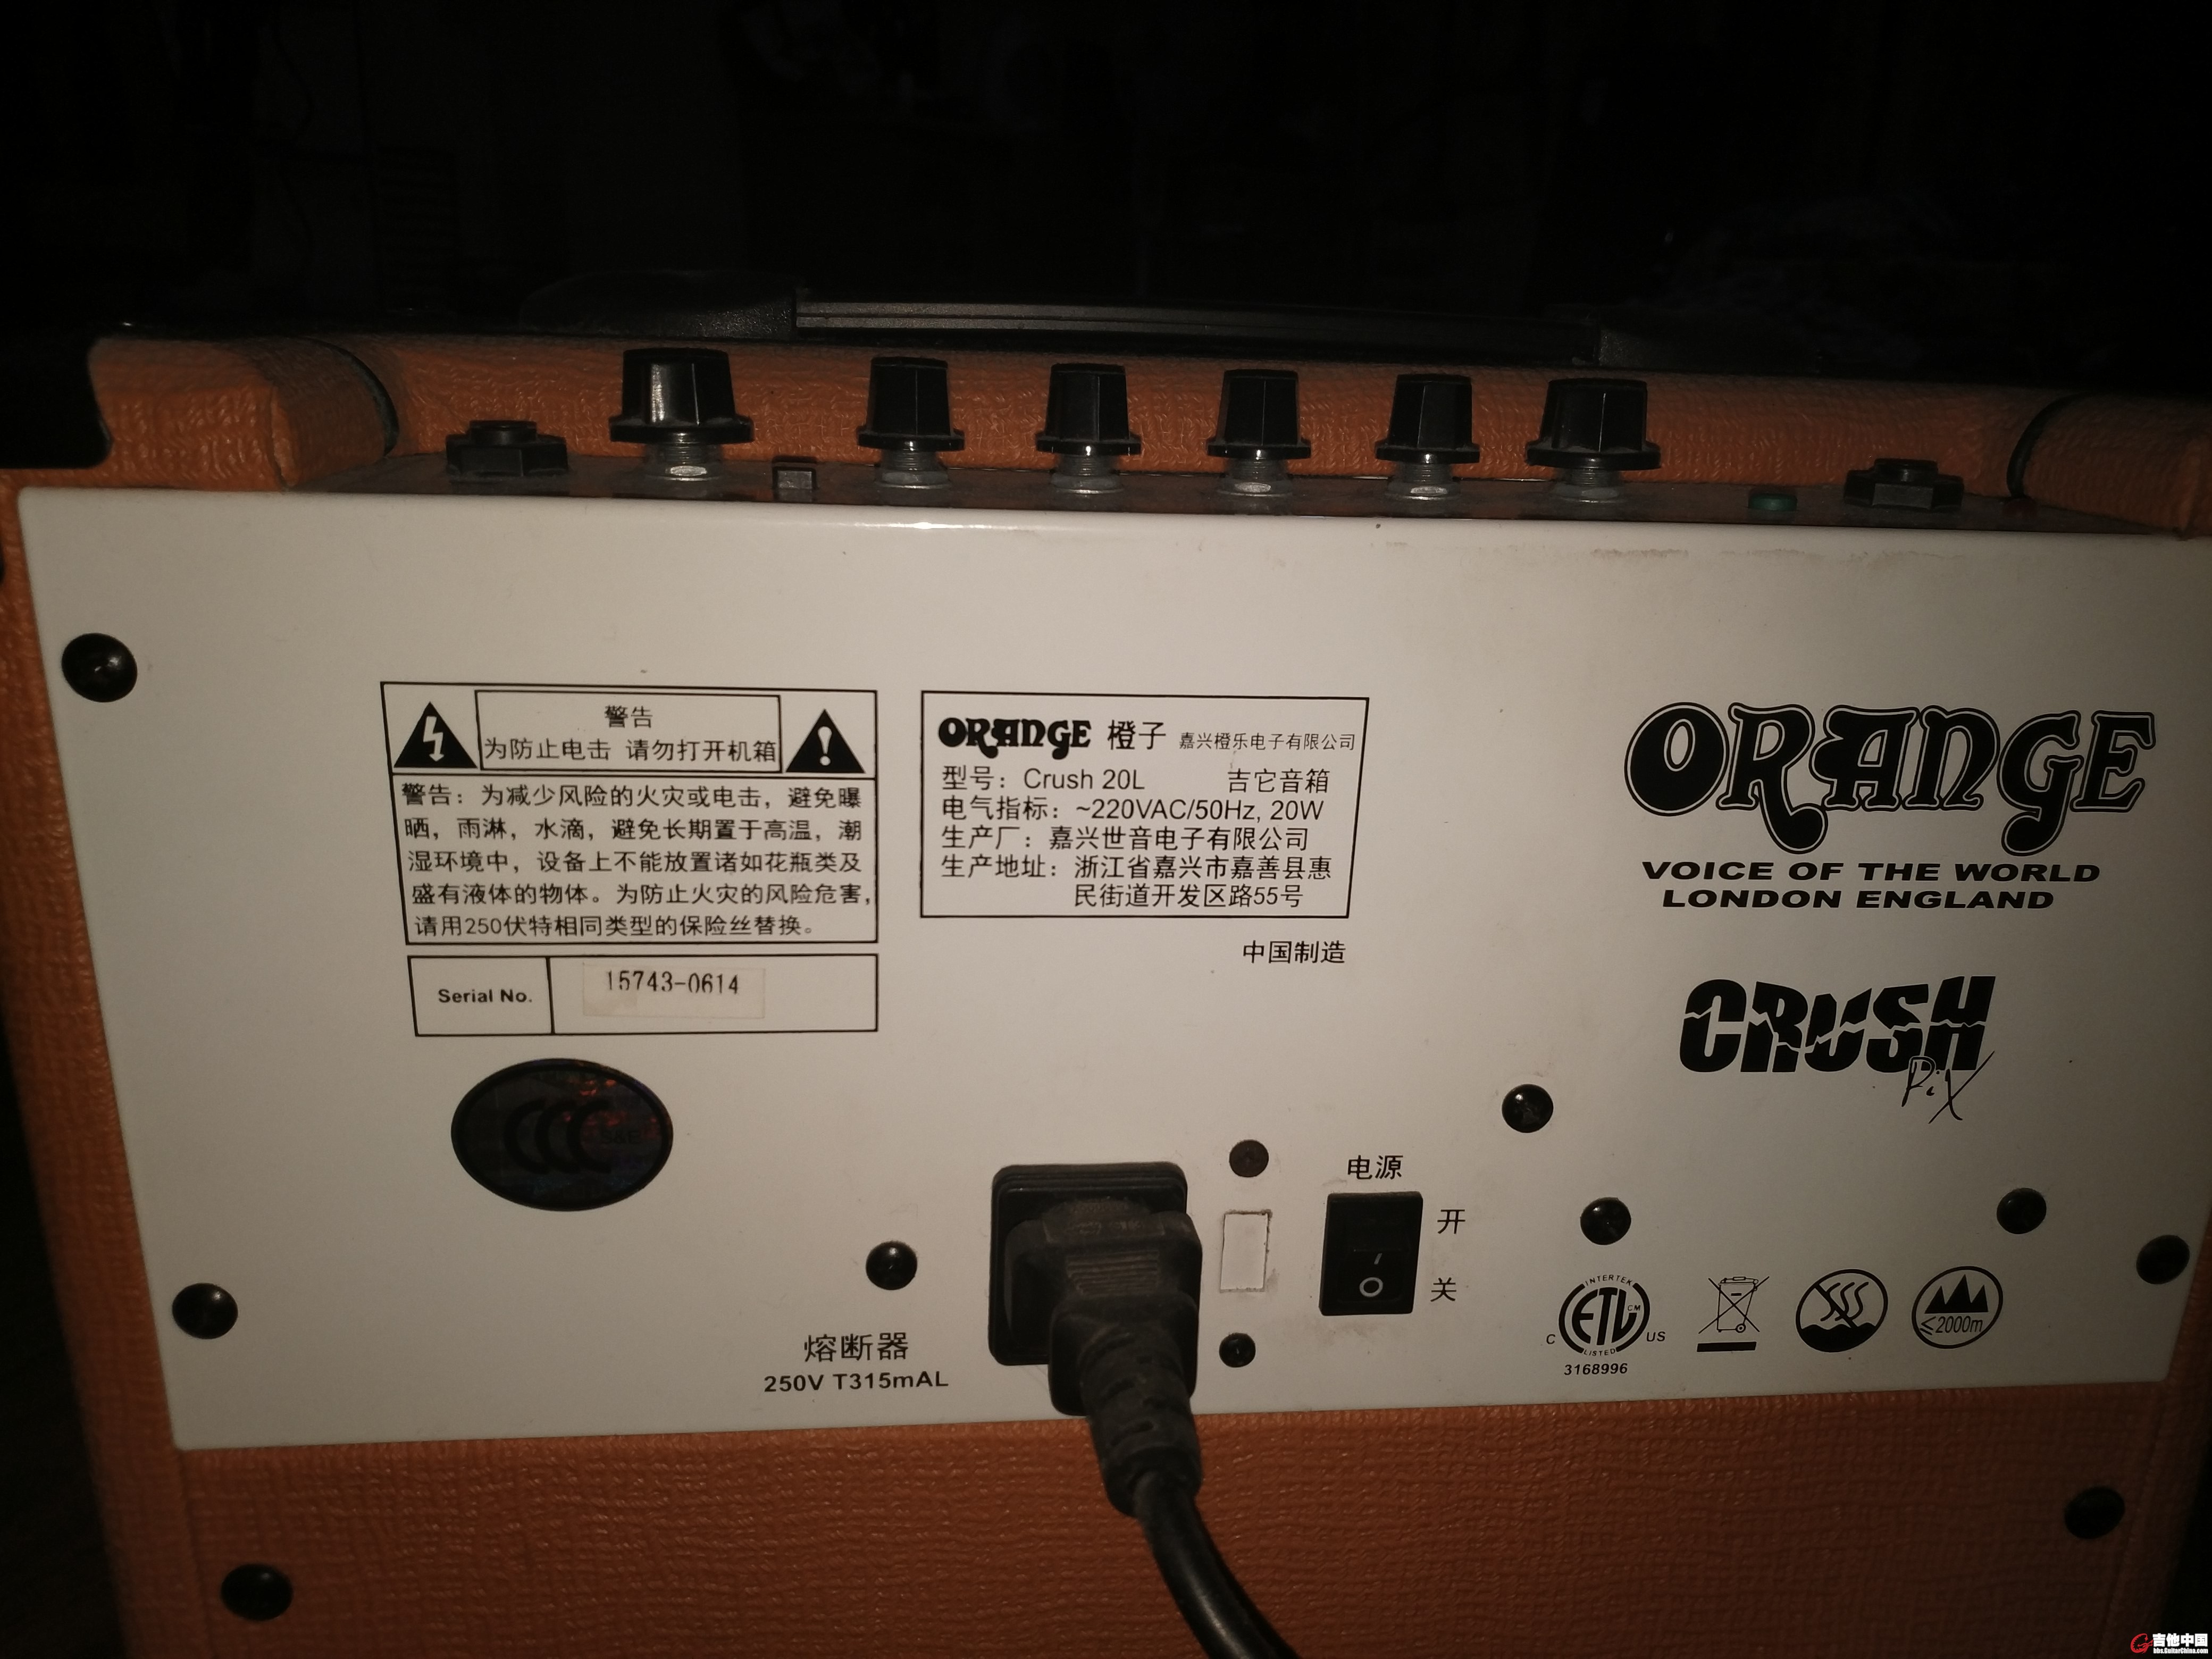 警告
为防止电击 请勿打开机箱
警告：为减少风险的火灾或电击，避免曝
晒，雨淋，水滴，避免长期置于高温，潮
湿环境中，设备上不能放置诸如花瓶类及
盛有液体的物体。为防止火灾的风险危害，
请用250伏特相同类型的保险丝替换。
Serial No. 15743-0614
CCC S&E
ORANGE 橙子 嘉兴橙乐电子有限公司
型号：Crush 20L 吉它音箱
电气指标：~220VAC/50Hz, 20W
生产厂：嘉兴世音电子有限公司
生产地址：浙江省嘉兴市嘉善县惠
民街道开发区路55号
中国制造
ORANGE
VOICE OF THE WORLD
LONDON ENGLAND
CRUSH
PiX
电源
开
关
熔断器
250V T315mAL
INTERTEK
ETL CM
C US
LISTED
3168996
≤2000m
吉他中国
bbs.GuitarChina.com